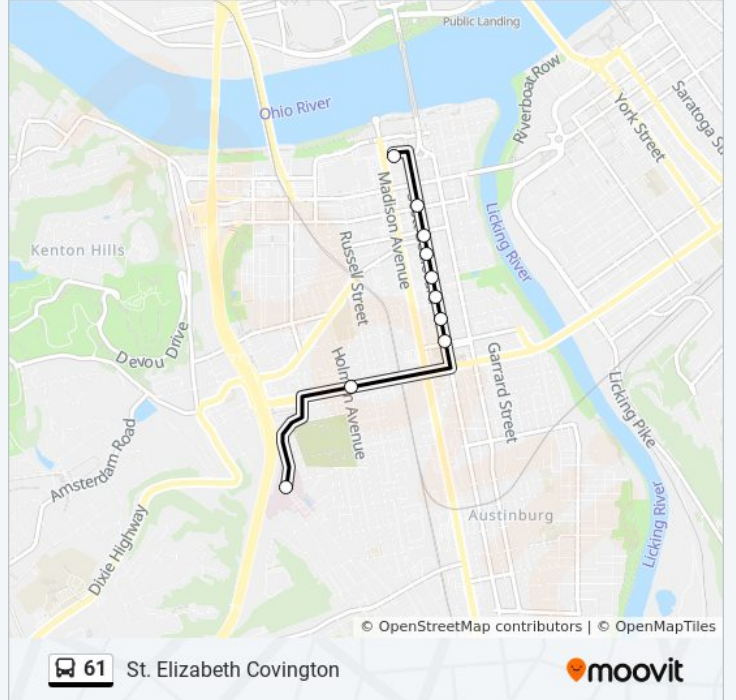 Public Landing
Riverboat Row
Ohio River
York Street
Saratoga St
Madison Avenue
Licking River
Kenton Hills
Russell Street
Devou Drive
Holman Avenue
Garrard Street
Licking Pike
Amsterdam Road
Dixie Highway
Austinburg
Licking River
© OpenStreetMap contributors | © OpenMapTiles
61 St. Elizabeth Covington
moovit